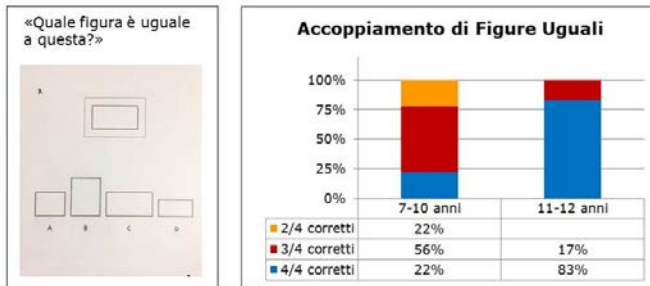 «Quale figura è uguale
a questa?»
3.
A B C D
Accoppiamento di Figure Uguali
100%
75%
50%
25%
0%
7-10 anni 11-12 anni
2/4 corretti 22%
3/4 corretti 56% 17%
4/4 corretti 22% 83%